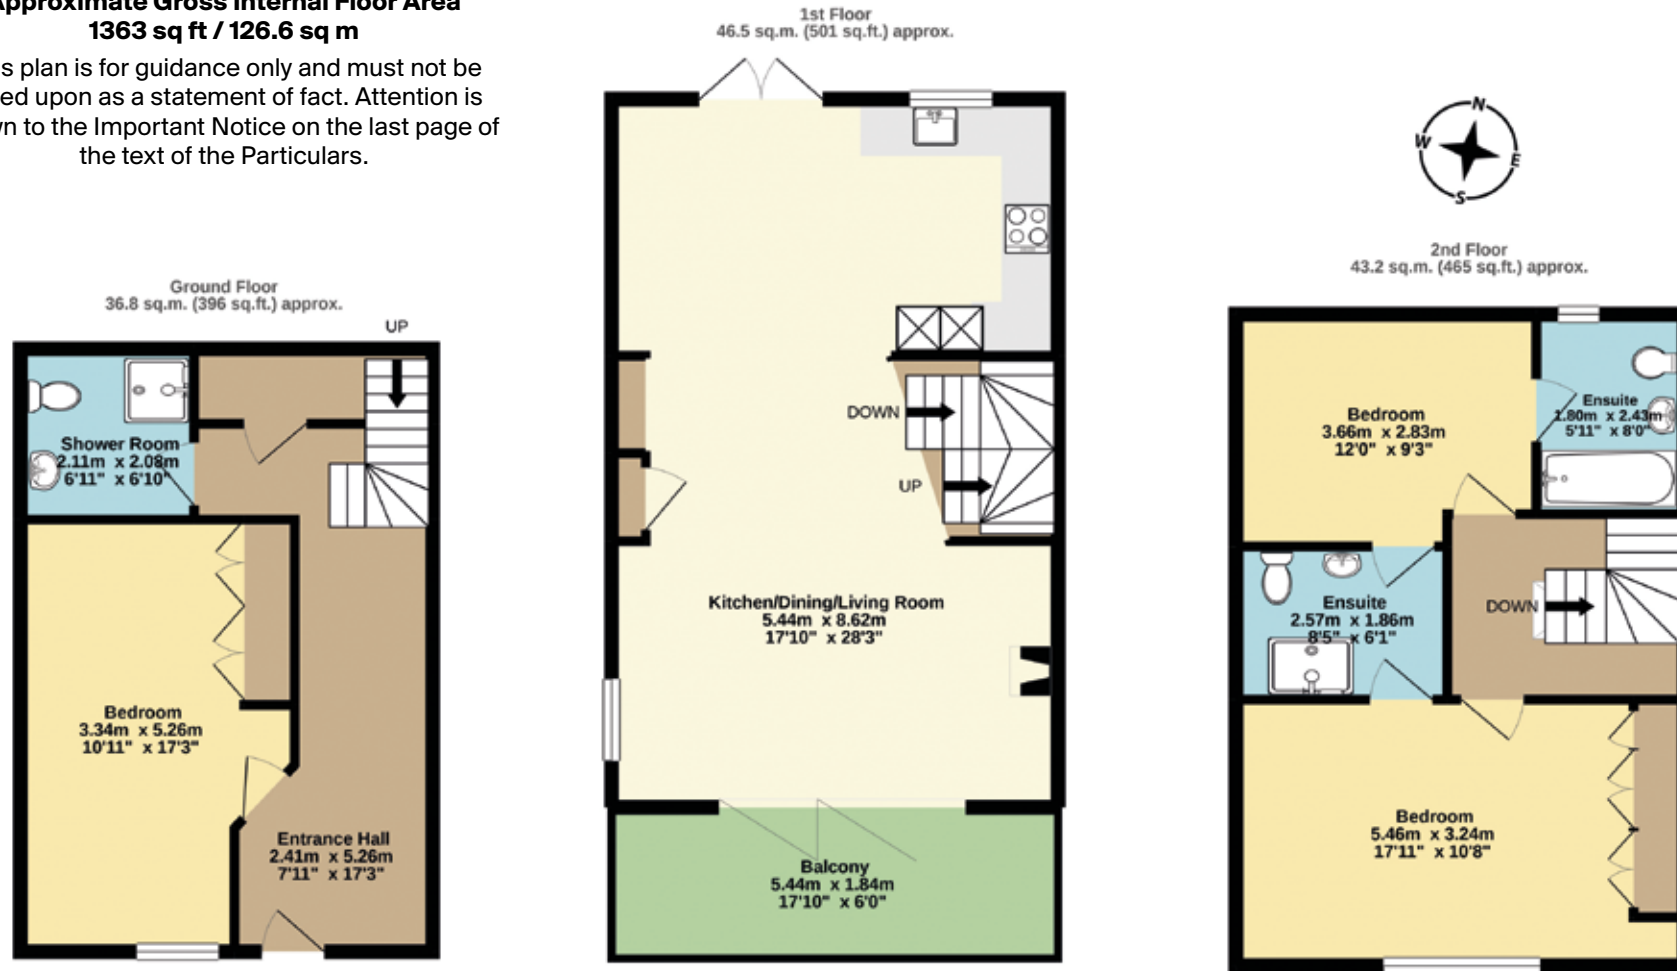 Approximate Gross Internal Floor Area
1363 sq ft / 126.6 sq m
s plan is for guidance only and must not be
ed upon as a statement of fact. Attention is
n to the Important Notice on the last page of
the text of the Particulars.
Ground Floor
36.8 sq.m. (396 sq.ft.) approx.
UP
Shower Room
2.11m x 2.08m
6'11" x 6'10"
Bedroom
3.34m x 5.26m
10'11" x 17'3"
Entrance Hall
2.41m x 5.26m
7'11" x 17'3"
1st Floor
46.5 sq.m. (501 sq.ft.) approx.
DOWN
UP
Kitchen/Dining/Living Room
5.44m x 8.62m
17'10" x 28'3"
Balcony
5.44m x 1.84m
17'10" x 6'0"
N
W
E
S
2nd Floor
43.2 sq.m. (465 sq.ft.) approx.
Bedroom
3.66m x 2.83m
12'0" x 9'3"
Ensuite
1.80m x 2.43m
5'11" x 8'0"
Ensuite
2.57m x 1.86m
8'5" x 6'1"
DOWN
Bedroom
5.46m x 3.24m
17'11" x 10'8"